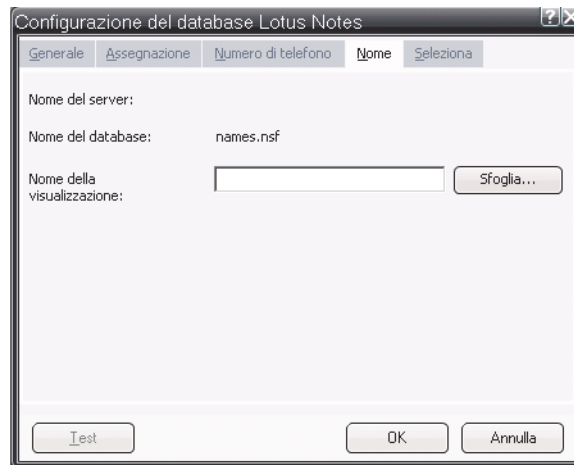 Configurazione del database Lotus Notes
Generale Assegnazione Numero di telefono Nome Seleziona
Nome del server:
Nome del database: names.nsf
Nome della visualizzazione: Sfoglia...
Test OK Annulla